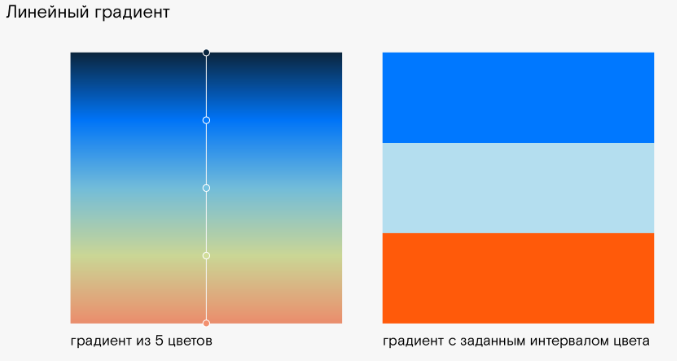 Линейный градиент
градиент из 5 цветов
градиент с заданным интервалом цвета